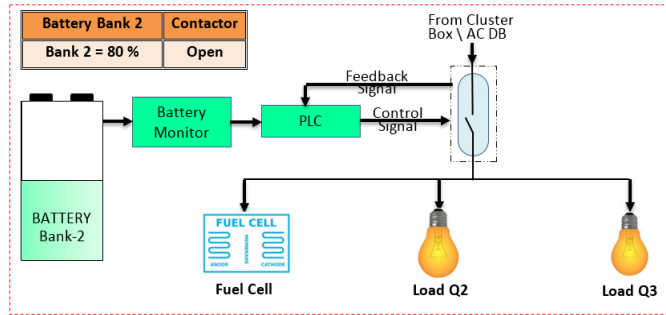 Battery Bank 2 Contactor
Bank 2 = 80 % Open
From Cluster
Box \ AC DB
Feedback
Signal
Battery
Monitor
PLC
Control
Signal
BATTERY
Bank-2
FUEL CELL
MEMBRANE
ANODE CATHODE
Fuel Cell
Load Q2
Load Q3